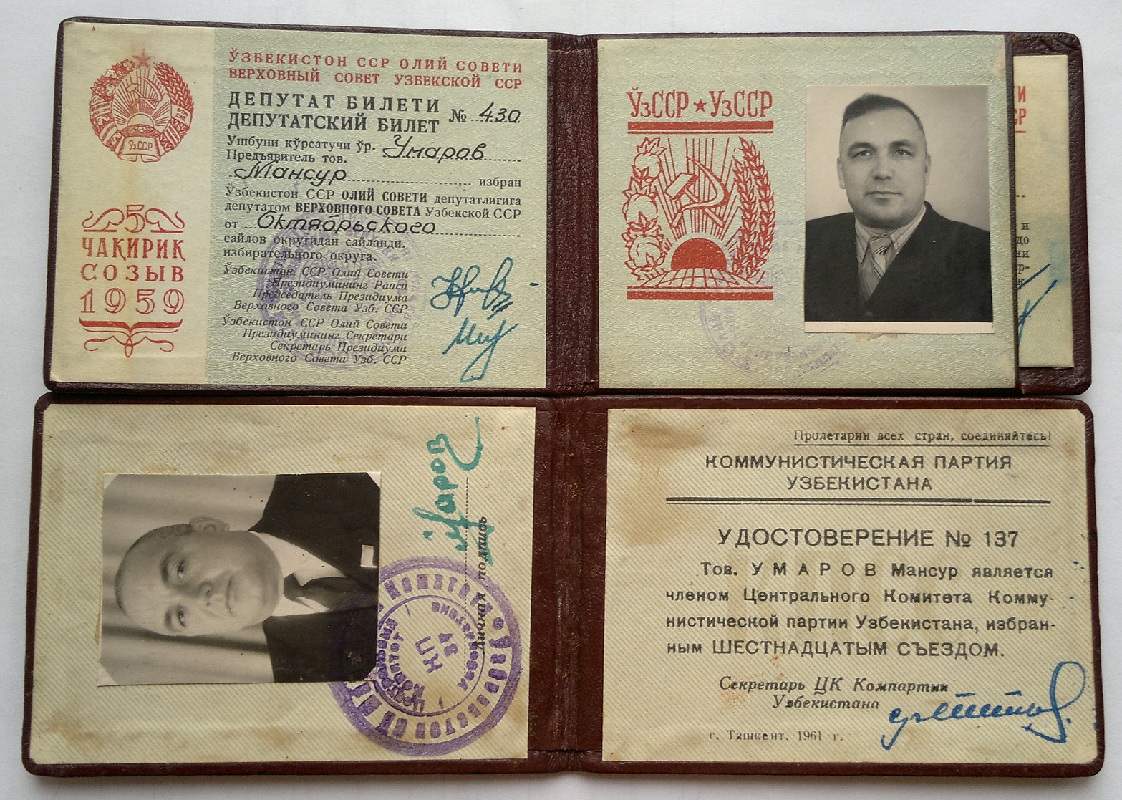 ЎЗБЕКИСТОН ССР ОЛИЙ СОВЕТИ
ВЕРХОВНЫЙ СОВЕТ УЗБЕКСКОЙ ССР
ДЕПУТАТ БИЛЕТИ
ДЕПУТАТСКИЙ БИЛЕТ № 430
Ушбуни кўрсатучи ўр. Умаров
Предъявитель тов.
Мансур избран
Ўзбекистон ССР ОЛИЙ СОВЕТИ депутатлигига
депутатом ВЕРХОВНОГО СОВЕТА Узбекской ССР
от Октябрьского
сайлов округидан сайланди.
избирательного округа.
Ўзбекистон ССР Олий Совети
Президиумининг Раиси
Председатель Президиума
Верховного Совета Узб. ССР
Ўзбекистон ССР Олий Совети
Президиумининг Секретари
Секретарь Президиума
Верховного Совета Узб. ССР
ЎзССР
5
ЧАҚИРИҚ
СОЗЫВ
1959
ЎзССР ★ УзССР
Умаров
Личная подпись
Пролетарии всех стран, соединяйтесь!
КОММУНИСТИЧЕСКАЯ ПАРТИЯ
УЗБЕКИСТАНА
УДОСТОВЕРЕНИЕ № 137
Тов. УМАРОВ Мансур является
членом Центрального Комитета Комму-
нистической партии Узбекистана, избран-
ным ШЕСТНАДЦАТЫМ СЪЕЗДОМ.
Секретарь ЦК Компартии
Узбекистана
г. Ташкент. 1961 г.